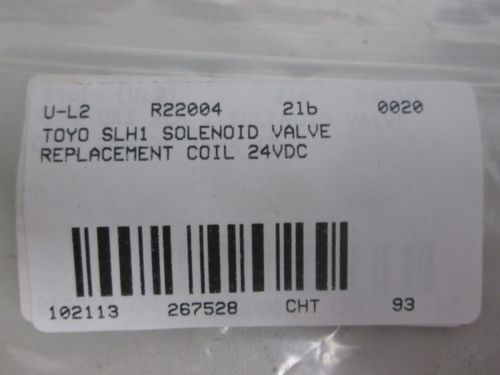 U-L2 R22004 21b 0020
TOYO SLH1 SOLENOID VALVE
REPLACEMENT COIL 24VDC
102113 267528 CHT 93